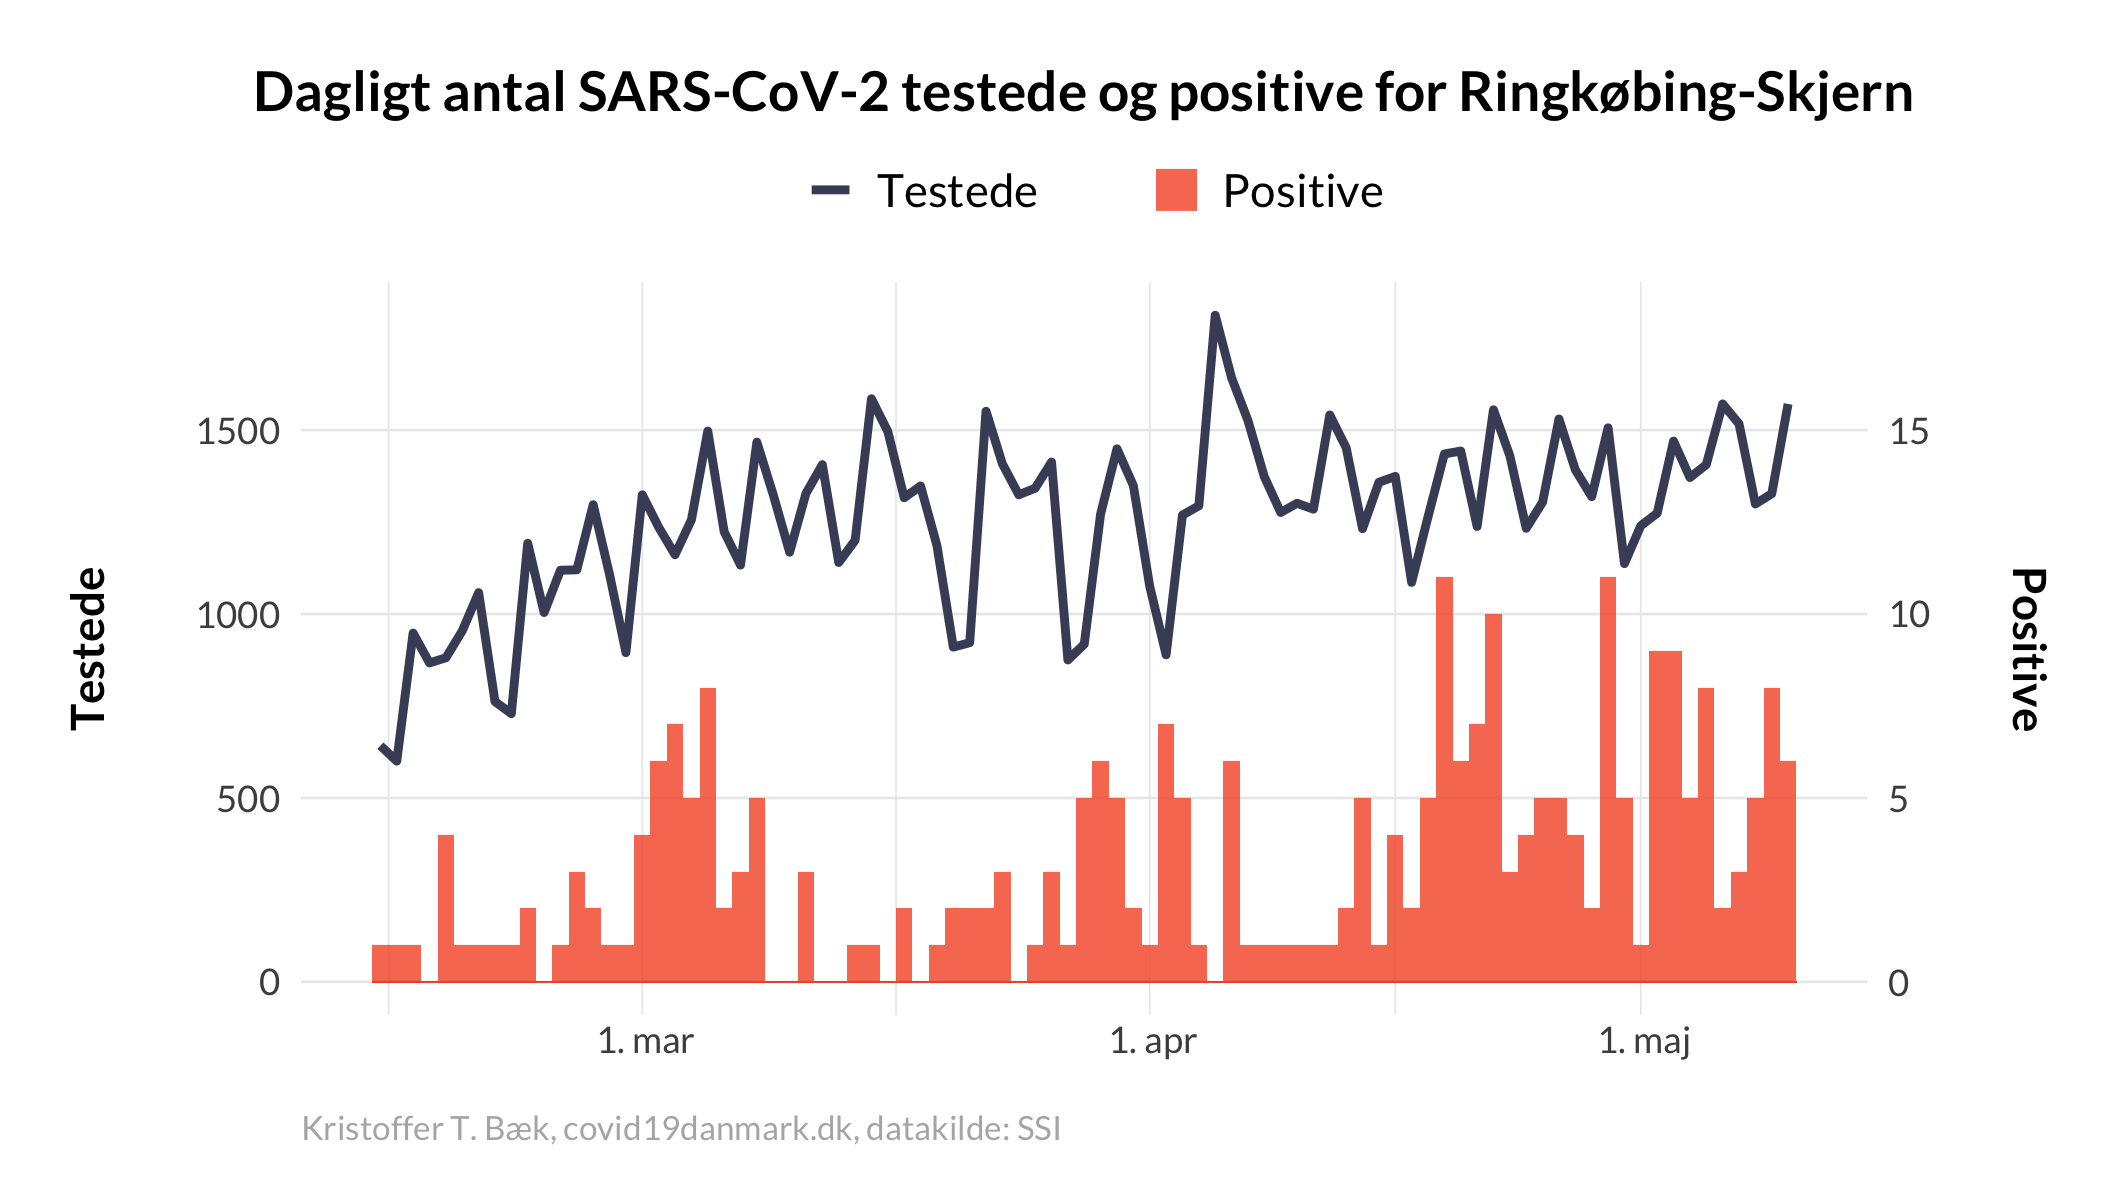 Dagligt antal SARS-CoV-2 testede og positive for Ringkøbing-Skjern
Testede
Positive
1500
1000
500
0
15
10
5
0
Testede
Positive
1. mar
1. apr
1. maj
Kristoffer T. Bæk, covid19danmark.dk, datakilde: SSI